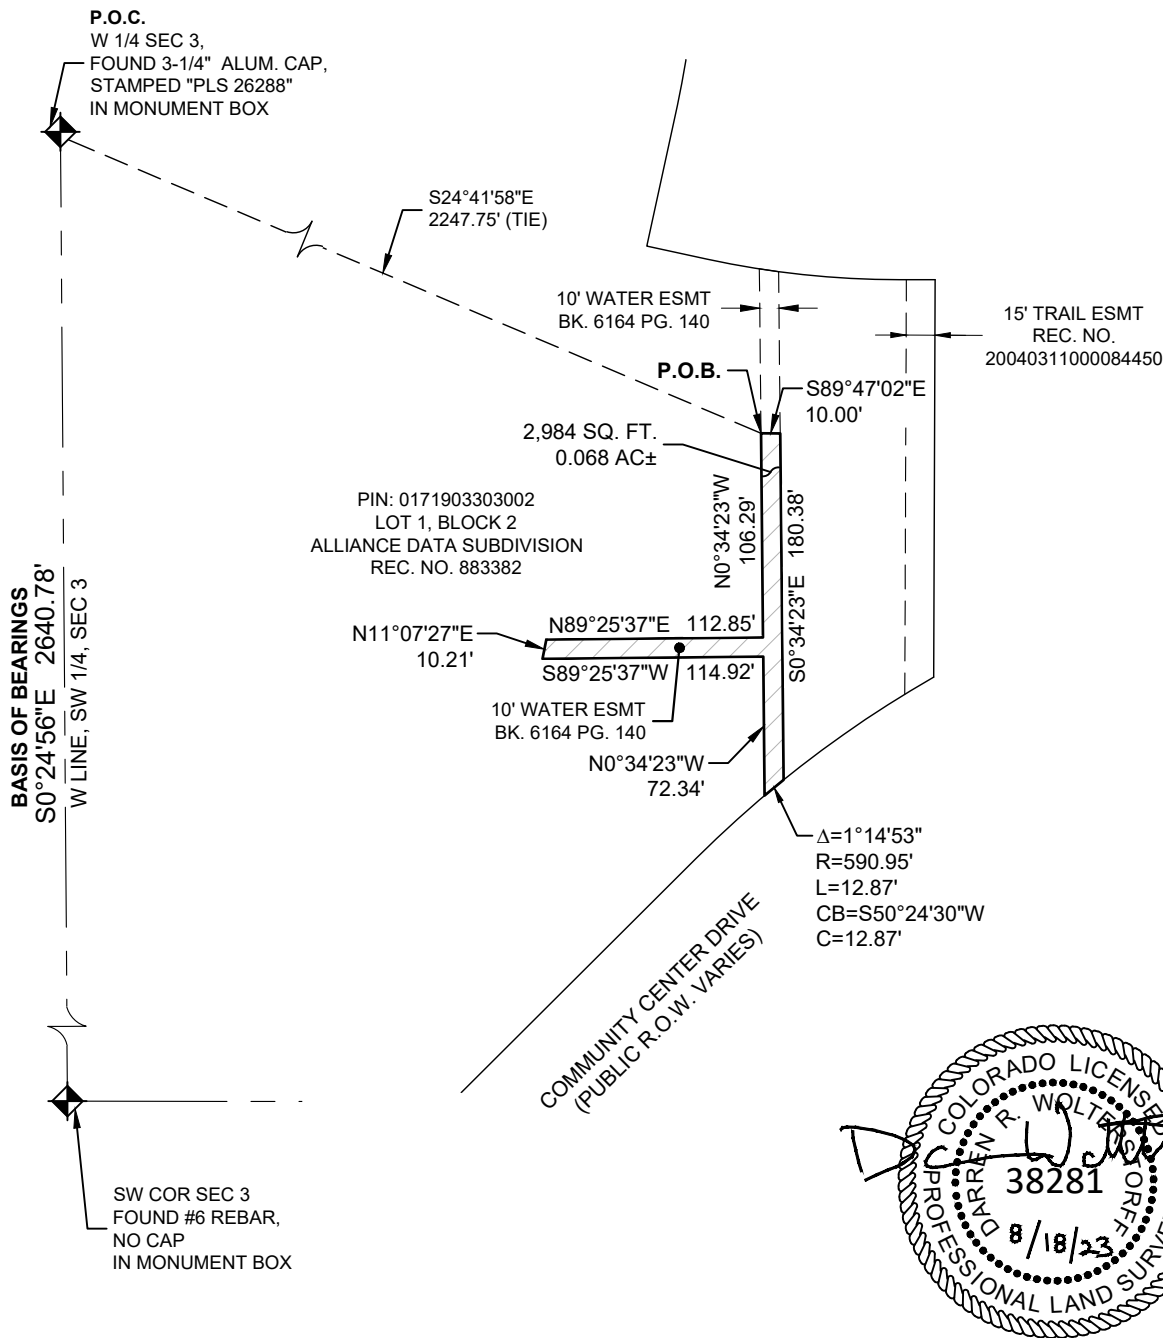 P.O.C.
W 1/4 SEC 3,
FOUND 3-1/4" ALUM. CAP,
STAMPED "PLS 26288"
IN MONUMENT BOX
S24°41'58"E
2247.75' (TIE)
10' WATER ESMT
BK. 6164 PG. 140
15' TRAIL ESMT
REC. NO.
20040311000084450
P.O.B.
S89°47'02"E
10.00'
2,984 SQ. FT.
0.068 AC±
N0°34'23"W
106.29'
S0°34'23"E 180.38'
PIN: 0171903303002
LOT 1, BLOCK 2
ALLIANCE DATA SUBDIVISION
REC. NO. 883382
BASIS OF BEARINGS
S0°24'56"E 2640.78'
W LINE, SW 1/4, SEC 3
N11°07'27"E
10.21'
N89°25'37"E 112.85'
S89°25'37"W 114.92'
10' WATER ESMT
BK. 6164 PG. 140
N0°34'23"W
72.34'
Δ=1°14'53"
R=590.95'
L=12.87'
CB=S50°24'30"W
C=12.87'
COMMUNITY CENTER DRIVE
(PUBLIC R.O.W. VARIES)
SW COR SEC 3
FOUND #6 REBAR,
NO CAP
IN MONUMENT BOX
COLORADO LICENSED
DARREN R. WOLTERSTORFF
38281
8/18/23
PROFESSIONAL LAND SURVE